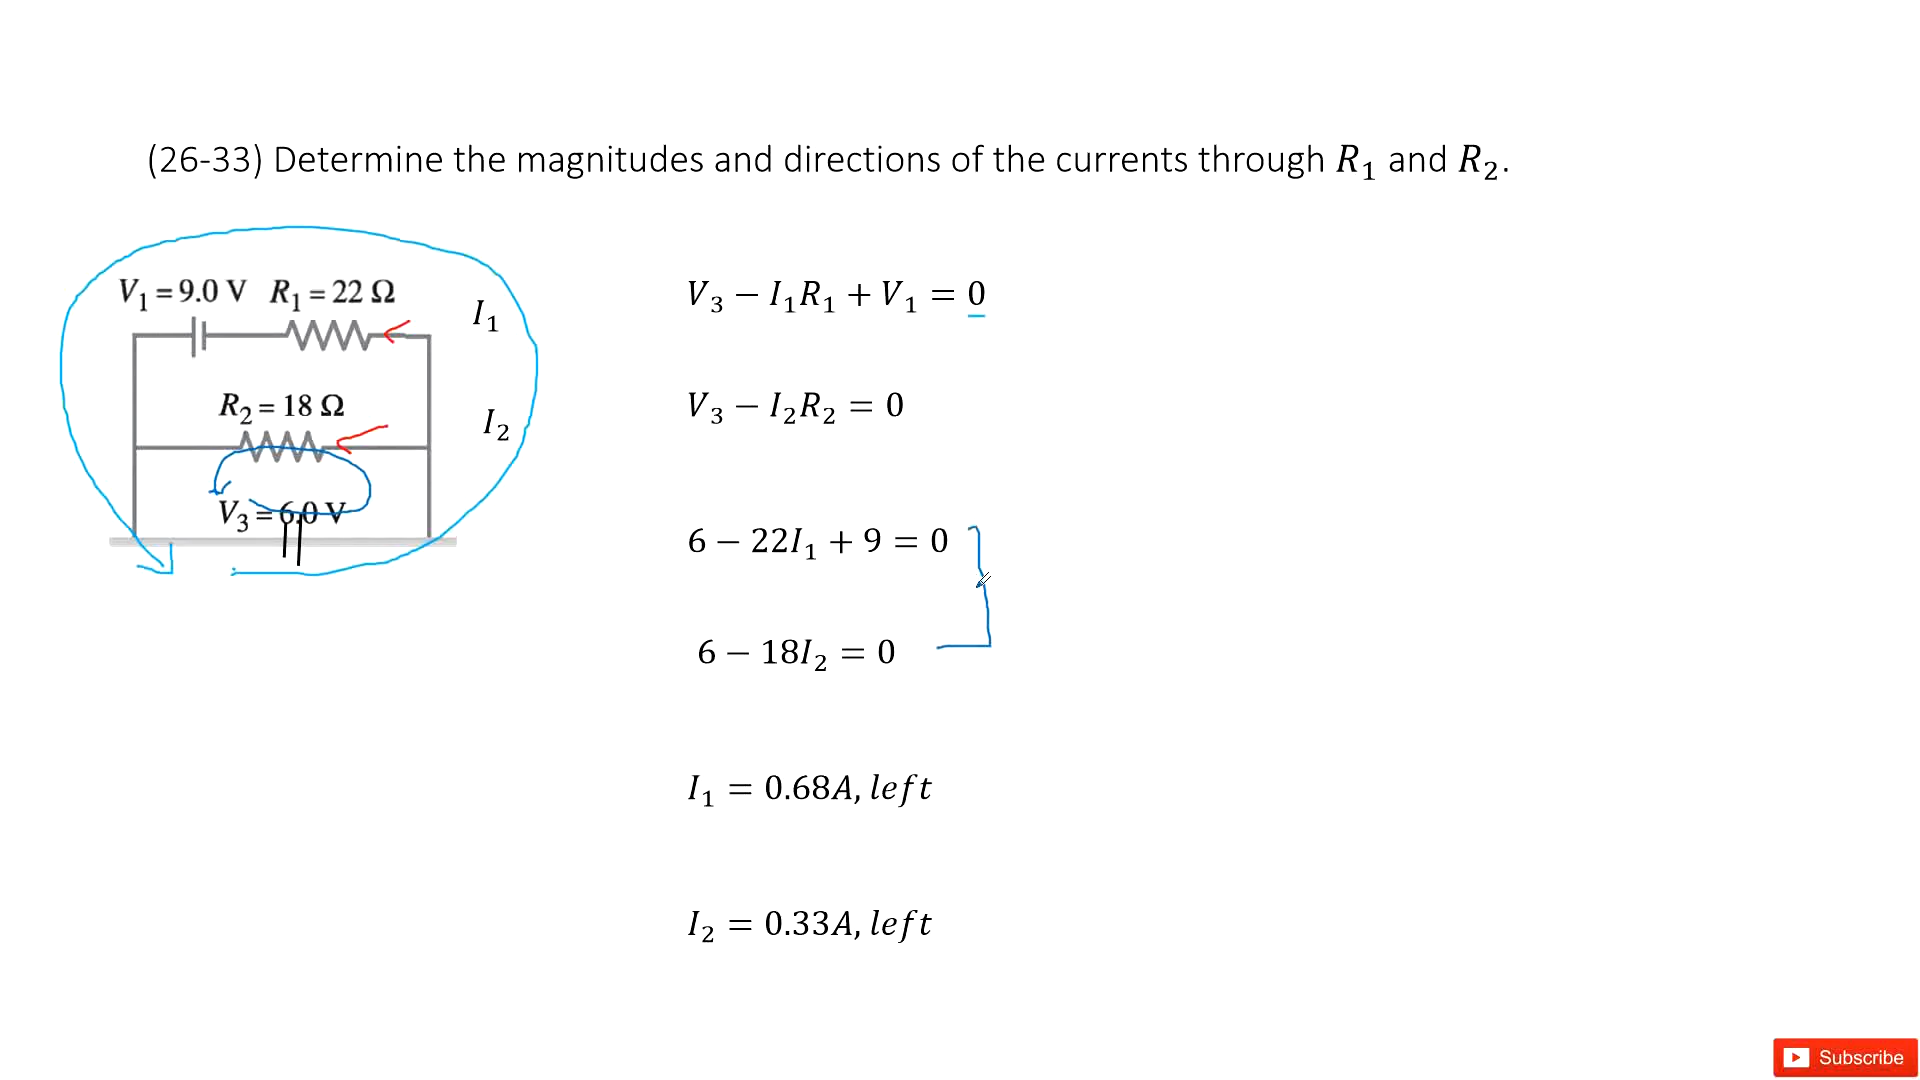 (26-33) Determine the magnitudes and directions of the currents through R₁ and R₂.
V₁ = 9.0 V R₁ = 22 Ω
I₁
R₂ = 18 Ω
I₂
V₃ = 6.0 V
V₃ − I₁R₁ + V₁ = 0
V₃ − I₂R₂ = 0
6 − 22I₁ + 9 = 0
6 − 18I₂ = 0
I₁ = 0.68A, left
I₂ = 0.33A, left
Subscribe